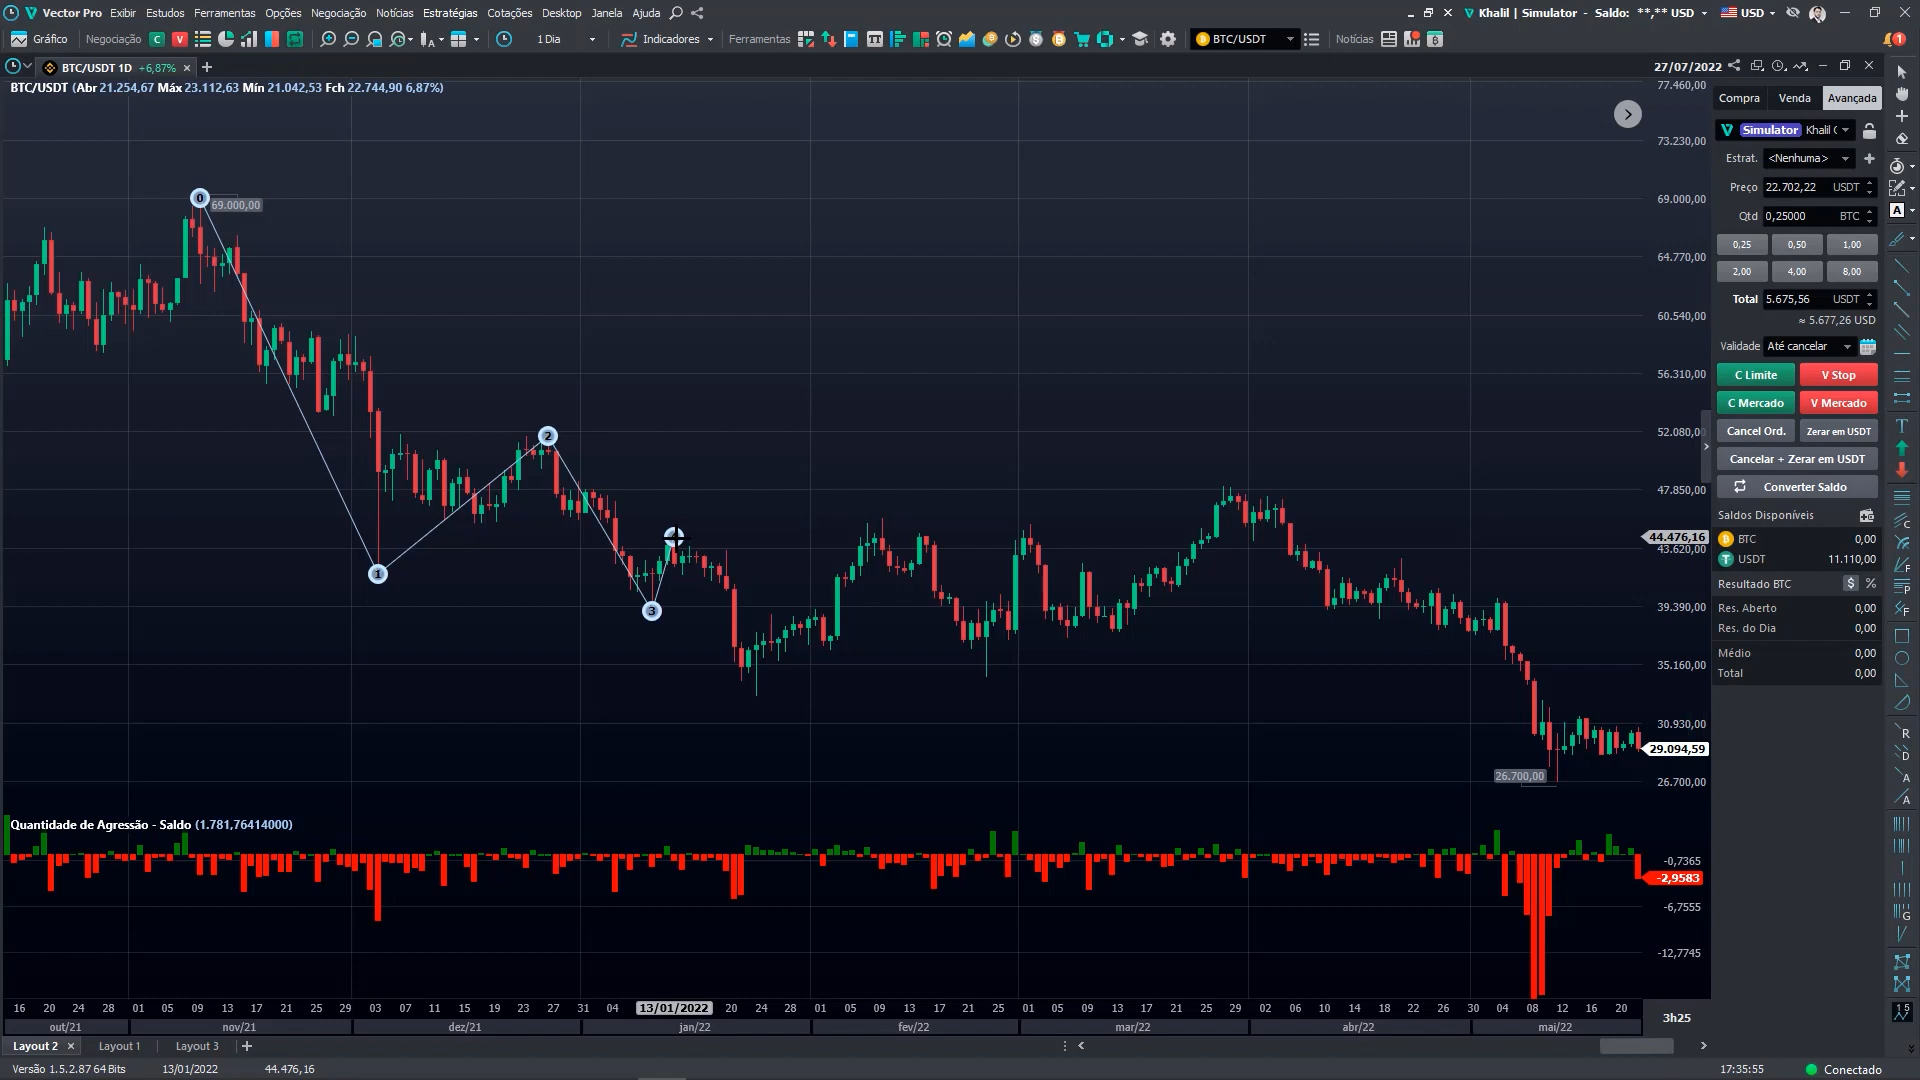 Vector Pro Exibir Estudos Ferramentas Opções Negociação Notícias Estratégias Cotações Desktop Janela Ajuda
Khalil | Simulator - Saldo: **,** USD
USD
Gráfico
Negociação
C
V
1 Dia
Indicadores
Ferramentas
BTC/USDT
Notícias
1
BTC/USDT 1D +6,87%
27/07/2022
BTC/USDT (Abr 21.254,67 Máx 23.112,63 Mín 21.042,53 Fch 22.744,90 6,87%)
77.460,00
73.230,00
69.000,00
64.770,00
60.540,00
56.310,00
52.080,00
47.850,00
44.476,16
43.620,00
39.390,00
35.160,00
30.930,00
29.094,59
26.700,00
0
69.000,00
1
2
3
26.700,00
Quantidade de Agressão - Saldo (1.781,76414000)
-0,7365
-2,9583
-6,7555
-12,7745
16 20 24 28 01 05 09 13 17 21 25 29 03 07 11 15 19 23 27 31 04 13/01/2022 20 24 28 01 05 09 13 17 21 25 01 05 09 13 17 21 25 29 02 06 10 14 18 22 26 30 04 08 12 16 20
out/21 nov/21 dez/21 jan/22 fev/22 mar/22 abr/22 mai/22
3h25
Compra Venda Avançada
Simulator Khalil
Estrat. <Nenhuma>
Preço 22.702,22 USDT
Qtd 0,25000 BTC
0,25 0,50 1,00
2,00 4,00 8,00
Total 5.675,56 USDT
≈ 5.677,26 USD
Validade Até cancelar
C Limite V Stop
C Mercado V Mercado
Cancel Ord. Zerar em USDT
Cancelar + Zerar em USDT
Converter Saldo
Saldos Disponíveis
BTC 0,00
USDT 11.110,00
Resultado BTC $ %
Res. Aberto 0,00
Res. do Dia 0,00
Médio 0,00
Total 0,00
Layout 2 Layout 1 Layout 3
Versão 1.5.2.87 64 Bits 13/01/2022 44.476,16
17:35:55 Conectado